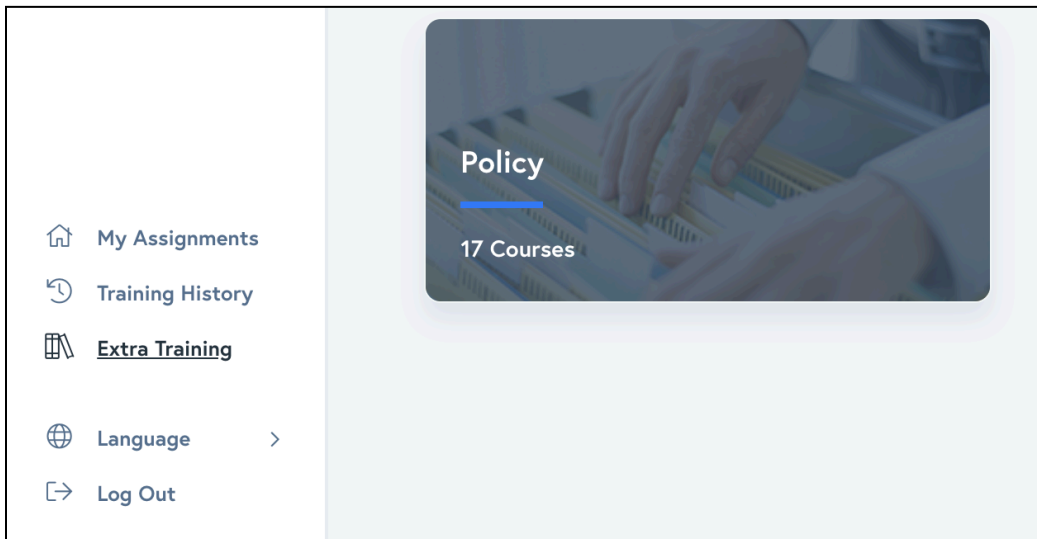 My Assignments
Training History
Extra Training
Language
Log Out
Policy
17 Courses